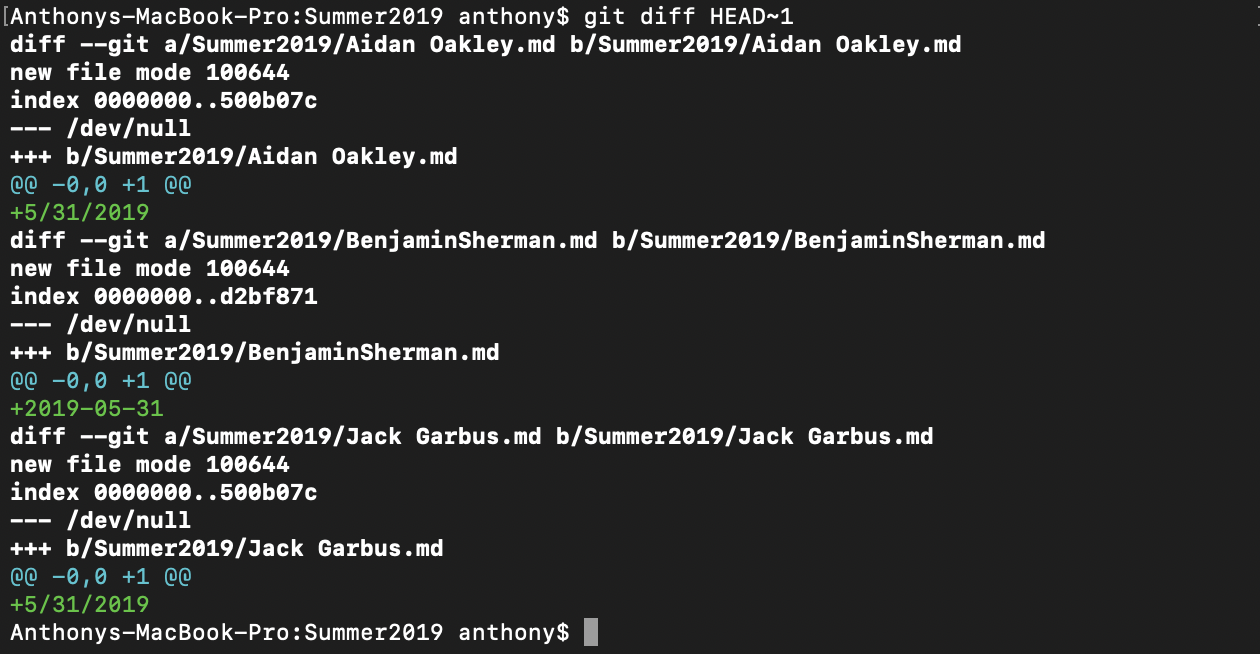 [Anthonys-MacBook-Pro:Summer2019 anthony$ git diff HEAD~1
diff --git a/Summer2019/Aidan Oakley.md b/Summer2019/Aidan Oakley.md
new file mode 100644
index 0000000..500b07c
--- /dev/null
+++ b/Summer2019/Aidan Oakley.md
@@ -0,0 +1 @@
+5/31/2019
diff --git a/Summer2019/BenjaminSherman.md b/Summer2019/BenjaminSherman.md
new file mode 100644
index 0000000..d2bf871
--- /dev/null
+++ b/Summer2019/BenjaminSherman.md
@@ -0,0 +1 @@
+2019-05-31
diff --git a/Summer2019/Jack Garbus.md b/Summer2019/Jack Garbus.md
new file mode 100644
index 0000000..500b07c
--- /dev/null
+++ b/Summer2019/Jack Garbus.md
@@ -0,0 +1 @@
+5/31/2019
Anthonys-MacBook-Pro:Summer2019 anthony$